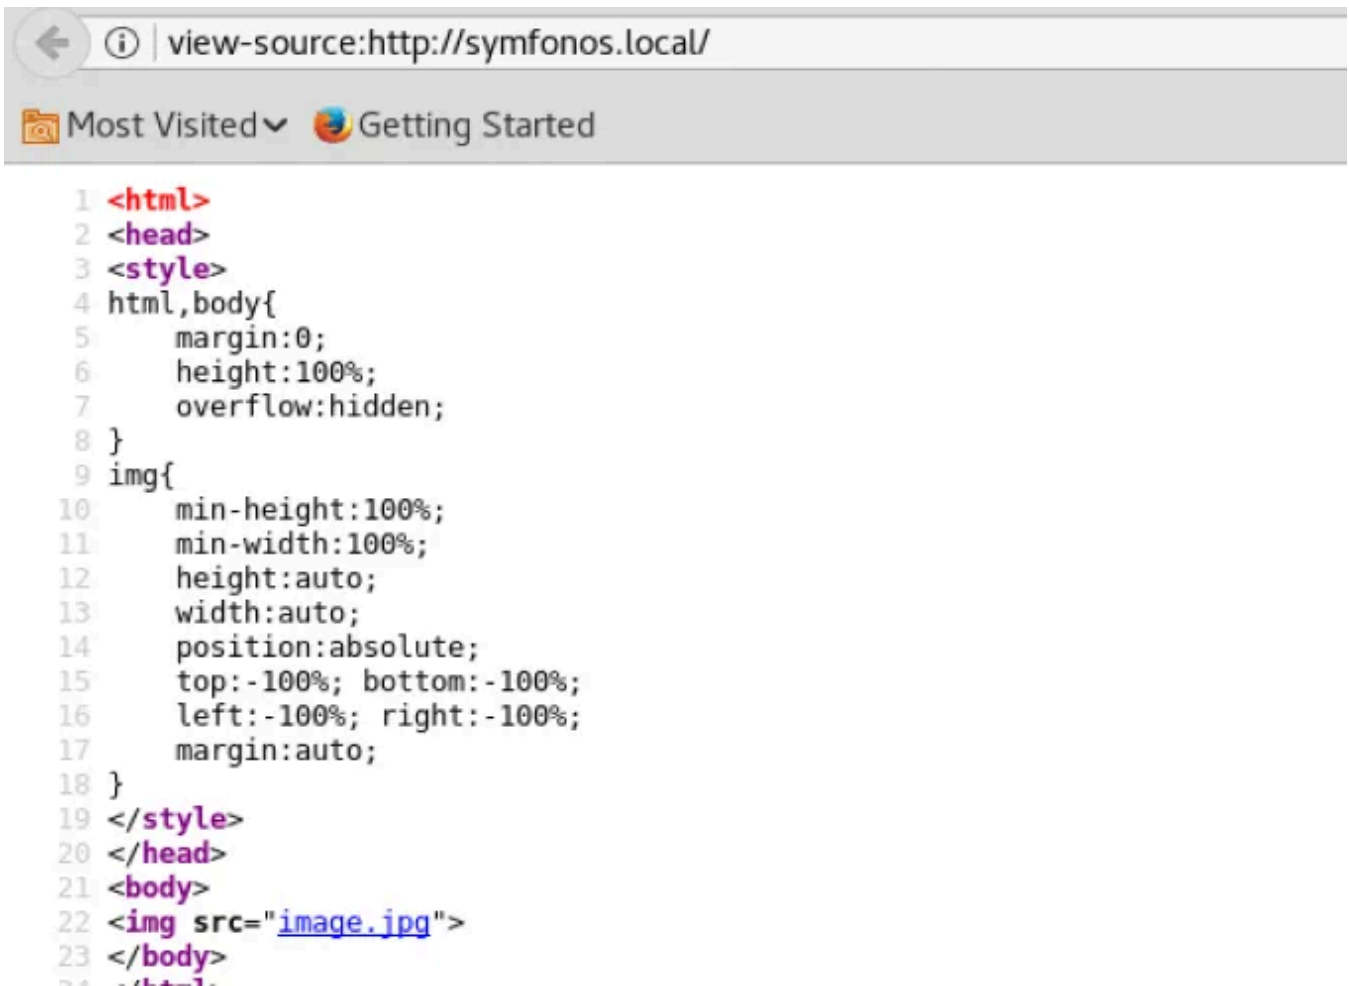 view-source:http://symfonos.local/
Most Visited Getting Started
1 <html>
2 <head>
3 <style>
4 html,body{
5 margin:0;
6 height:100%;
7 overflow:hidden;
8 }
9 img{
10 min-height:100%;
11 min-width:100%;
12 height:auto;
13 width:auto;
14 position:absolute;
15 top:-100%; bottom:-100%;
16 left:-100%; right:-100%;
17 margin:auto;
18 }
19 </style>
20 </head>
21 <body>
22 <img src="image.jpg">
23 </body>
24 </html>